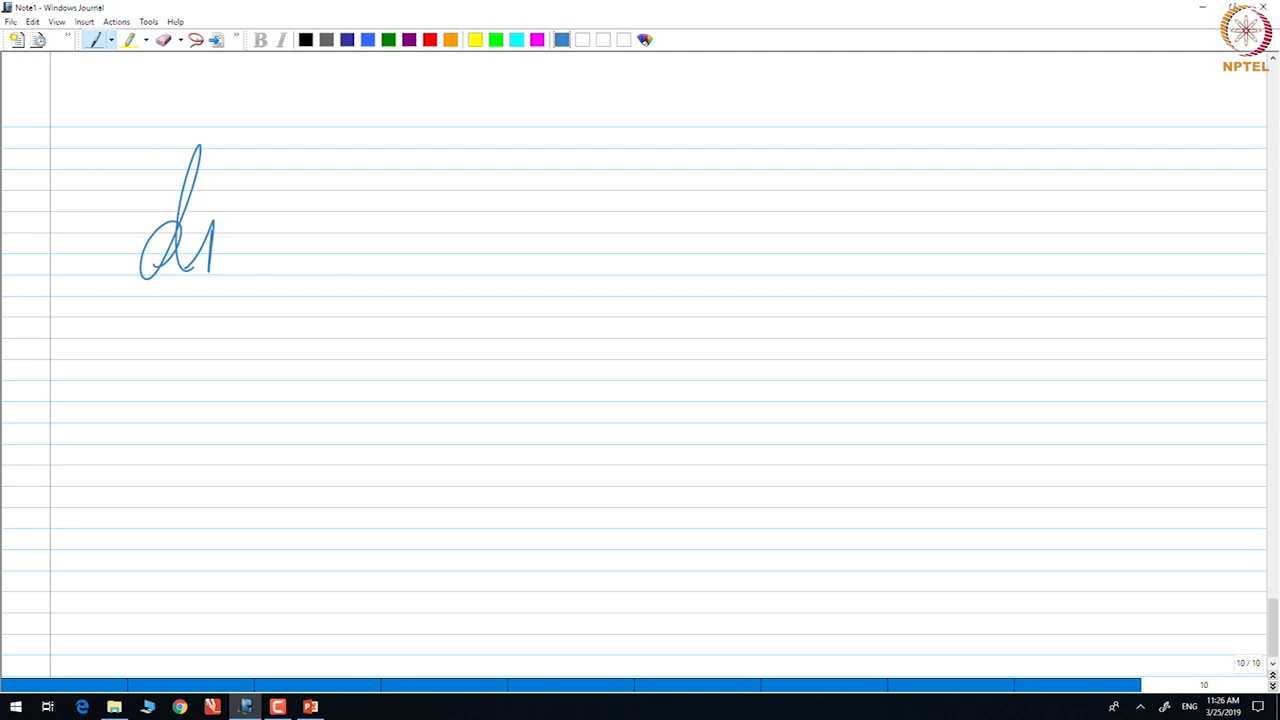 Note1 - Windows Journal
File Edit View Insert Actions Tools Help
B I
NPTEL
10 / 10
10
ENG
11:26 AM
3/25/2019